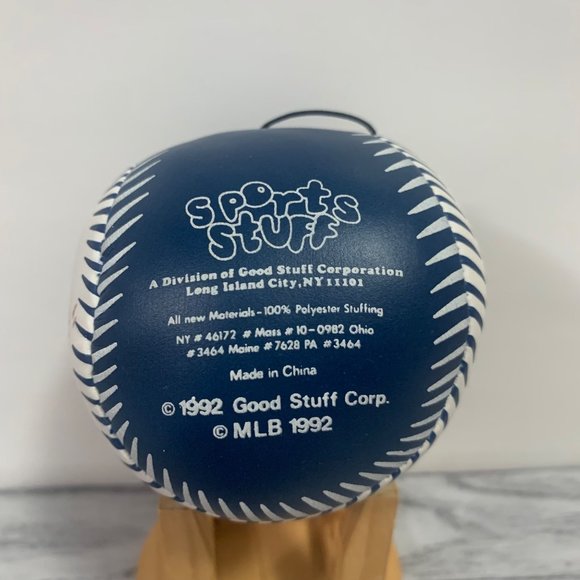 Sports
Stuff
A Division of Good Stuff Corporation
Long Island City, NY 11101
All new Materials-100% Polyester Stuffing
NY # 46172 # Mass # 10-0982 Ohio
# 3464 Maine # 7628 PA # 3464
Made in China
© 1992 Good Stuff Corp.
© MLB 1992